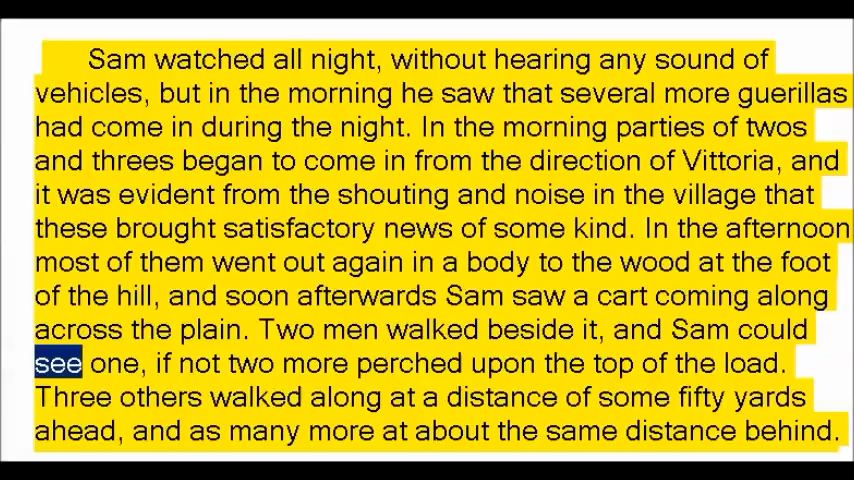 Sam watched all night, without hearing any sound of
vehicles, but in the morning he saw that several more guerillas
had come in during the night. In the morning parties of twos
and threes began to come in from the direction of Vittoria, and
it was evident from the shouting and noise in the village that
these brought satisfactory news of some kind. In the afternoon
most of them went out again in a body to the wood at the foot
of the hill, and soon afterwards Sam saw a cart coming along
across the plain. Two men walked beside it, and Sam could
see one, if not two more perched upon the top of the load.
Three others walked along at a distance of some fifty yards
ahead, and as many more at about the same distance behind.